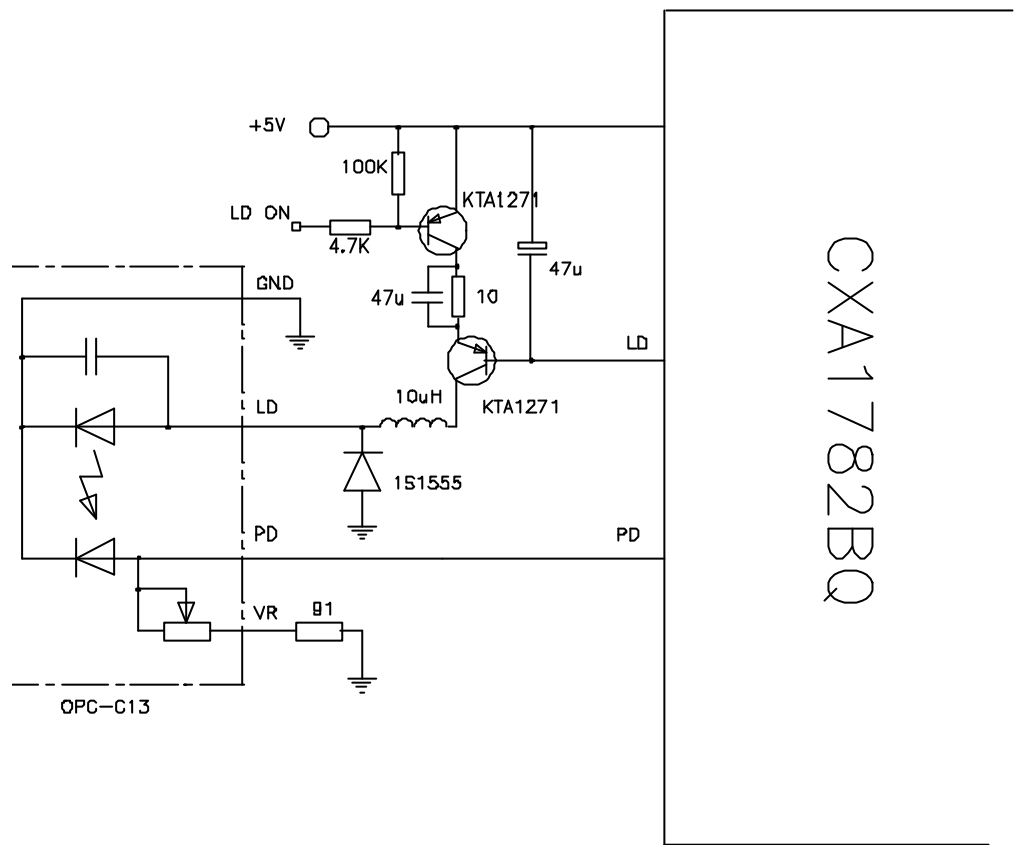 +5V
100K
KTA1271
LD ON
4.7K
47u
GND
47u
10
LD
10uH
LD
KTA1271
1S1555
PD
PD
VR
91
OPC-C13
CXA1782BQ